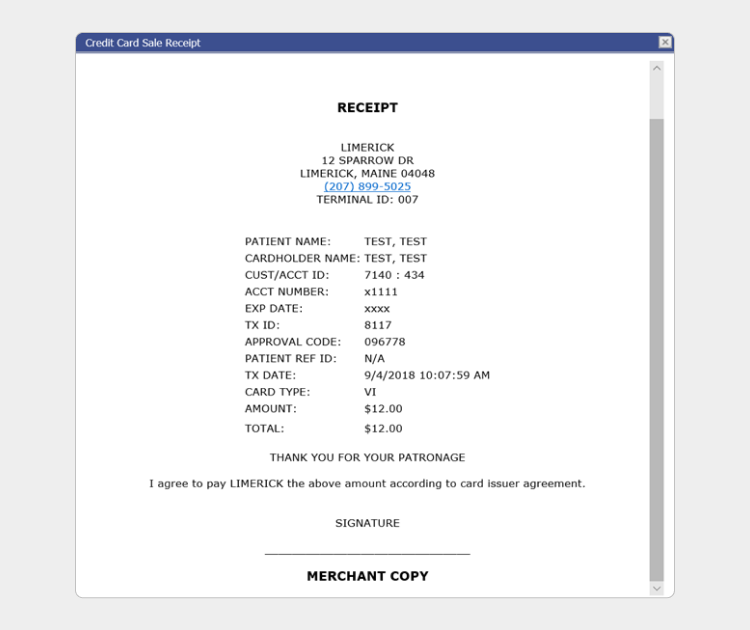 Credit Card Sale Receipt
RECEIPT
LIMERICK
12 SPARROW DR
LIMERICK, MAINE 04048
(207) 899-5025
TERMINAL ID: 007
PATIENT NAME: TEST, TEST
CARDHOLDER NAME: TEST, TEST
CUST/ACCT ID: 7140 : 434
ACCT NUMBER: x1111
EXP DATE: xxxx
TX ID: 8117
APPROVAL CODE: 096778
PATIENT REF ID: N/A
TX DATE: 9/4/2018 10:07:59 AM
CARD TYPE: VI
AMOUNT: $12.00
TOTAL: $12.00
THANK YOU FOR YOUR PATRONAGE
I agree to pay LIMERICK the above amount according to card issuer agreement.
SIGNATURE
MERCHANT COPY